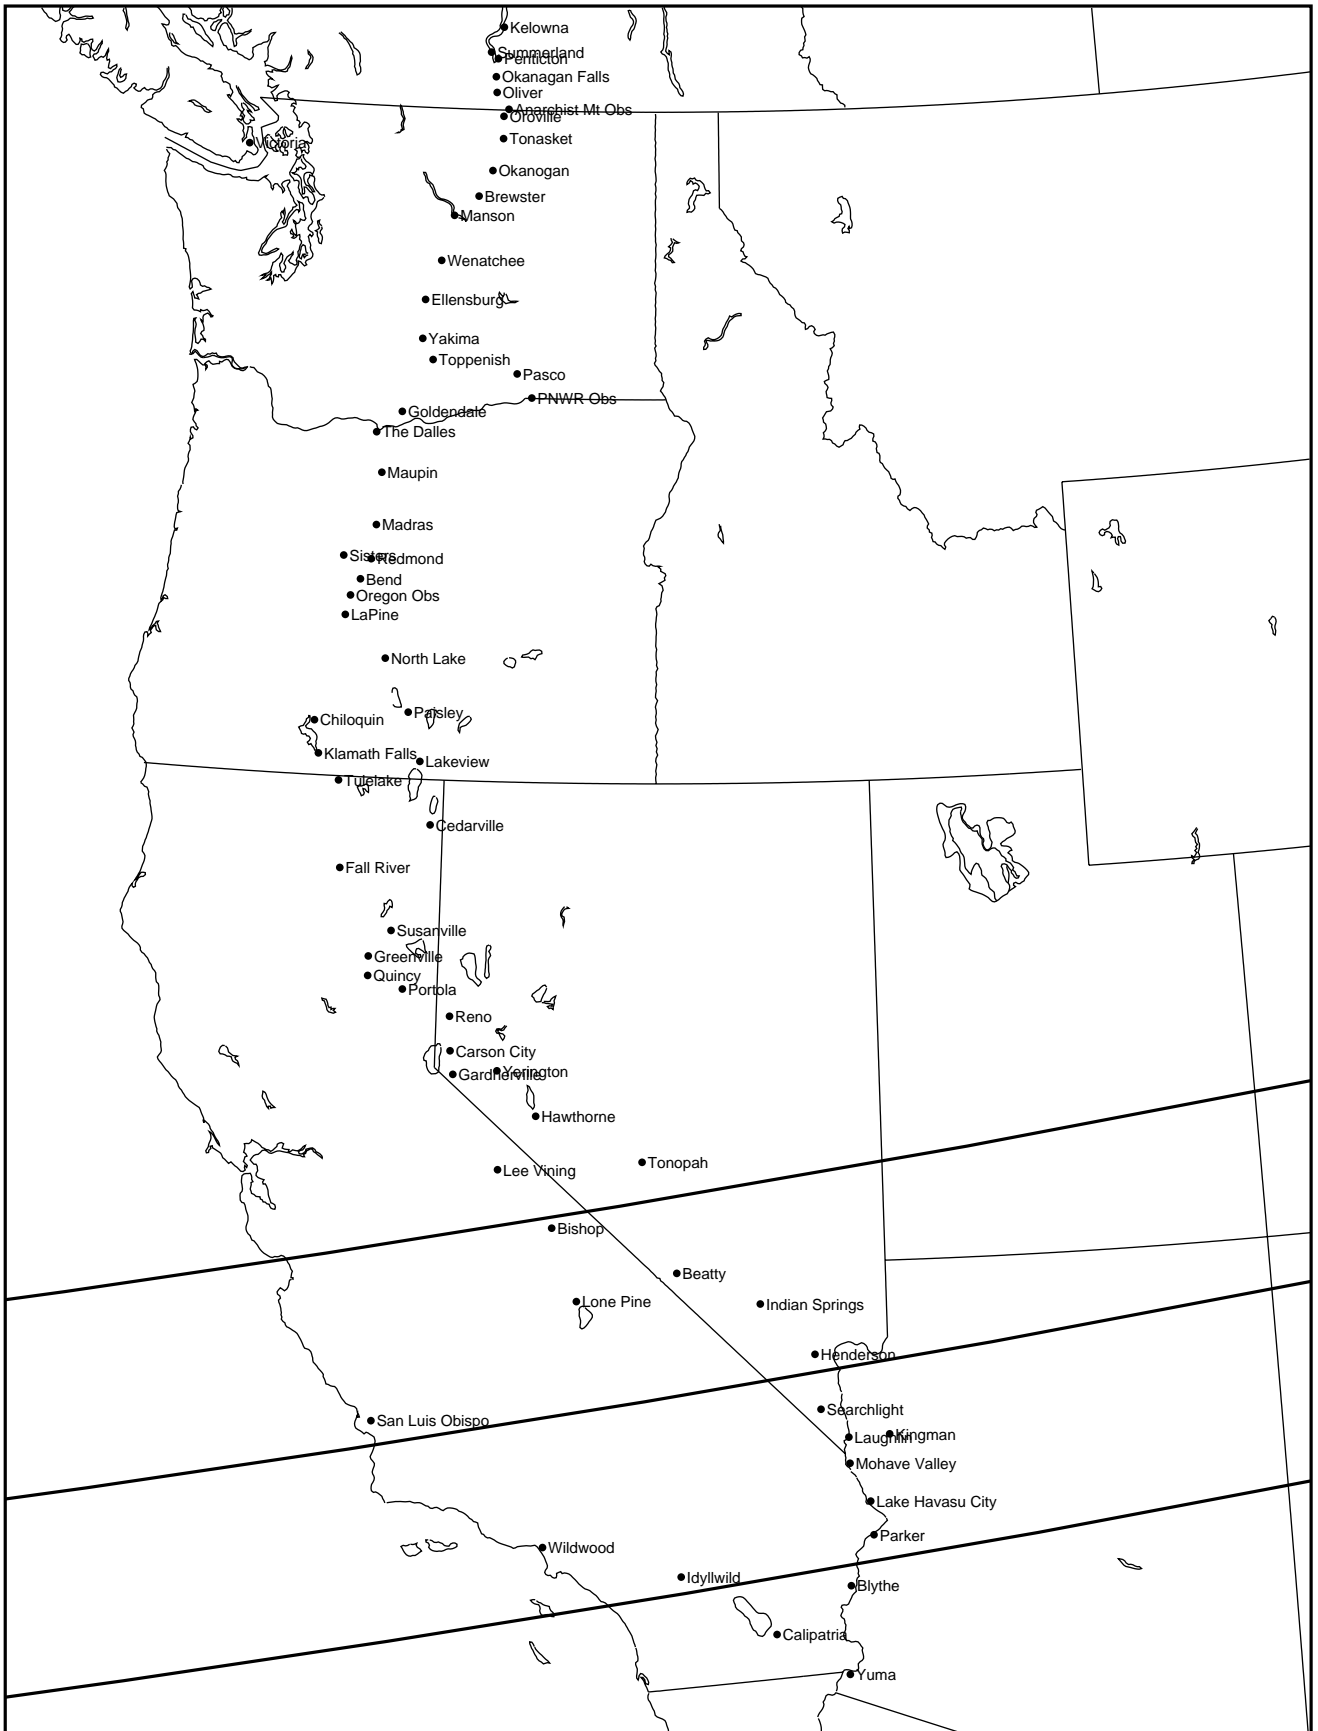 Kelowna
Summerland
Penticton
Okanagan Falls
Oliver
Anarchist Mt Obs
Oroville
Tonasket
Victoria
Okanogan
Brewster
Manson
Wenatchee
Ellensburg
Yakima
Toppenish
Pasco
PNWR Obs
Goldendale
The Dalles
Maupin
Madras
Sisters
Redmond
Bend
Oregon Obs
LaPine
North Lake
Paisley
Chiloquin
Klamath Falls
Lakeview
Tulelake
Cedarville
Fall River
Susanville
Greenville
Quincy
Portola
Reno
Carson City
Yerington
Gardnerville
Hawthorne
Tonopah
Lee Vining
Bishop
Beatty
Lone Pine
Indian Springs
Henderson
Searchlight
San Luis Obispo
Kingman
Laughlin
Mohave Valley
Lake Havasu City
Parker
Wildwood
Idyllwild
Blythe
Calipatria
Yuma